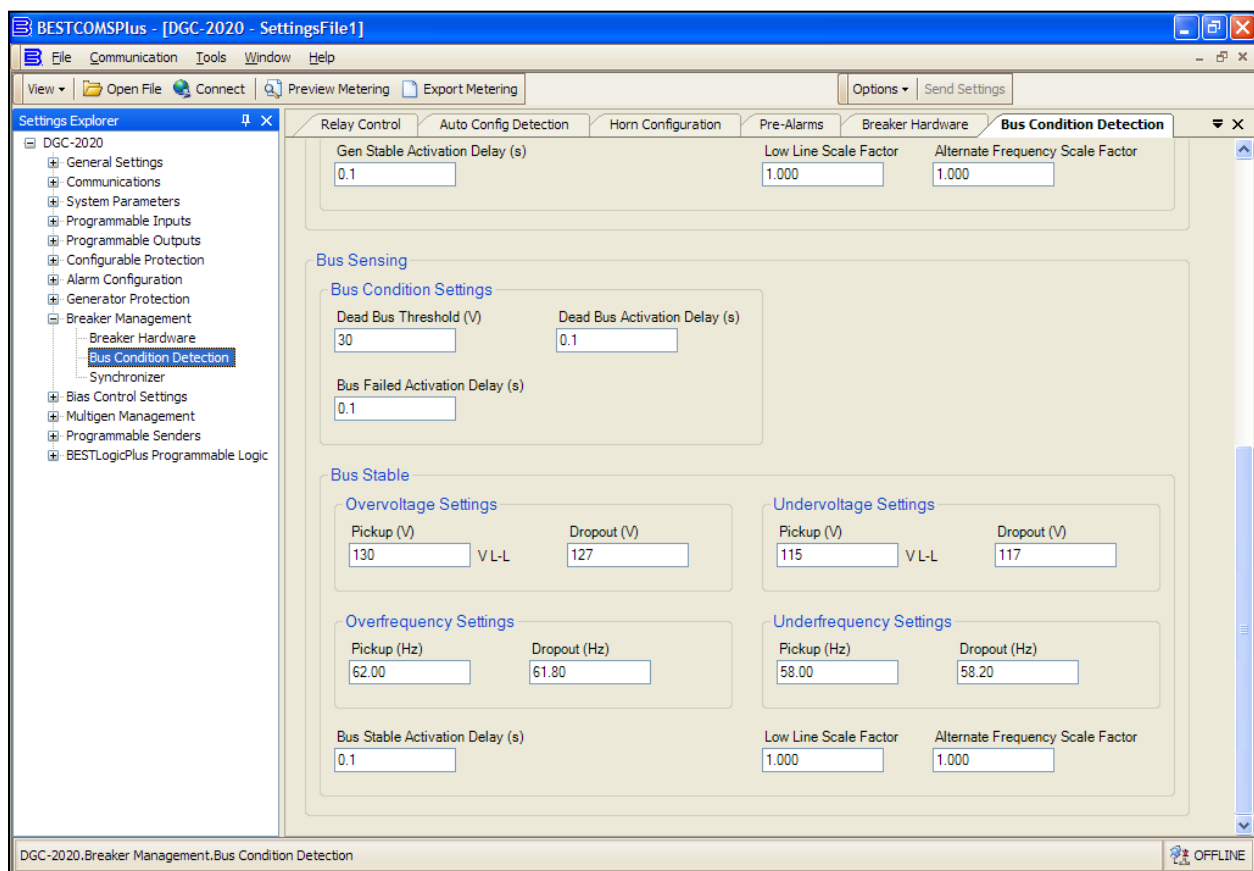 BESTCOMSPlus - [DGC-2020 - SettingsFile1]
File Communication Tools Window Help
View Open File Connect Preview Metering Export Metering Options Send Settings
Settings Explorer
DGC-2020
General Settings
Communications
System Parameters
Programmable Inputs
Programmable Outputs
Configurable Protection
Alarm Configuration
Generator Protection
Breaker Management
Breaker Hardware
Bus Condition Detection
Synchronizer
Bias Control Settings
Multigen Management
Programmable Senders
BESTLogicPlus Programmable Logic
Relay Control Auto Config Detection Horn Configuration Pre-Alarms Breaker Hardware Bus Condition Detection
Gen Stable Activation Delay (s) Low Line Scale Factor Alternate Frequency Scale Factor
0.1 1.000 1.000
Bus Sensing
Bus Condition Settings
Dead Bus Threshold (V) Dead Bus Activation Delay (s)
30 0.1
Bus Failed Activation Delay (s)
0.1
Bus Stable
Overvoltage Settings Undervoltage Settings
Pickup (V) Dropout (V) Pickup (V) Dropout (V)
130 V L-L 127 115 V L-L 117
Overfrequency Settings Underfrequency Settings
Pickup (Hz) Dropout (Hz) Pickup (Hz) Dropout (Hz)
62.00 61.80 58.00 58.20
Bus Stable Activation Delay (s) Low Line Scale Factor Alternate Frequency Scale Factor
0.1 1.000 1.000
DGC-2020.Breaker Management.Bus Condition Detection OFFLINE